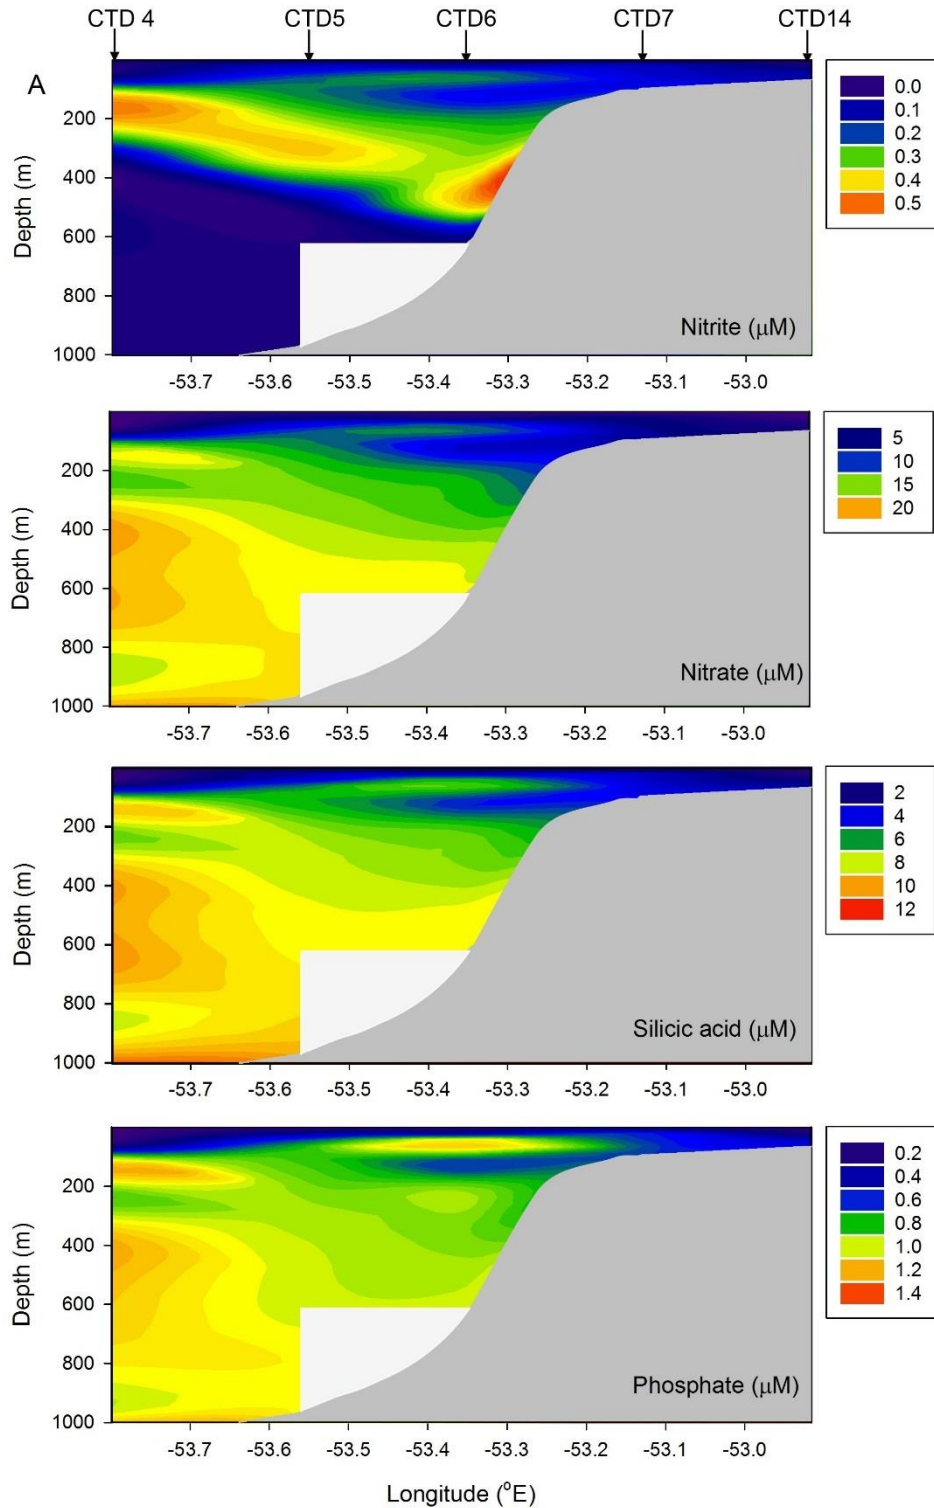 CTD 4 CTD5 CTD6 CTD7 CTD14
A
Depth (m)
200
400
600
800
1000
Nitrite (μM)
-53.7 -53.6 -53.5 -53.4 -53.3 -53.2 -53.1 -53.0
0.0
0.1
0.2
0.3
0.4
0.5
Depth (m)
200
400
600
800
1000
Nitrate (μM)
-53.7 -53.6 -53.5 -53.4 -53.3 -53.2 -53.1 -53.0
5
10
15
20
Depth (m)
200
400
600
800
1000
Silicic acid (μM)
-53.7 -53.6 -53.5 -53.4 -53.3 -53.2 -53.1 -53.0
2
4
6
8
10
12
Depth (m)
200
400
600
800
1000
Phosphate (μM)
-53.7 -53.6 -53.5 -53.4 -53.3 -53.2 -53.1 -53.0
0.2
0.4
0.6
0.8
1.0
1.2
1.4
Longitude (°E)